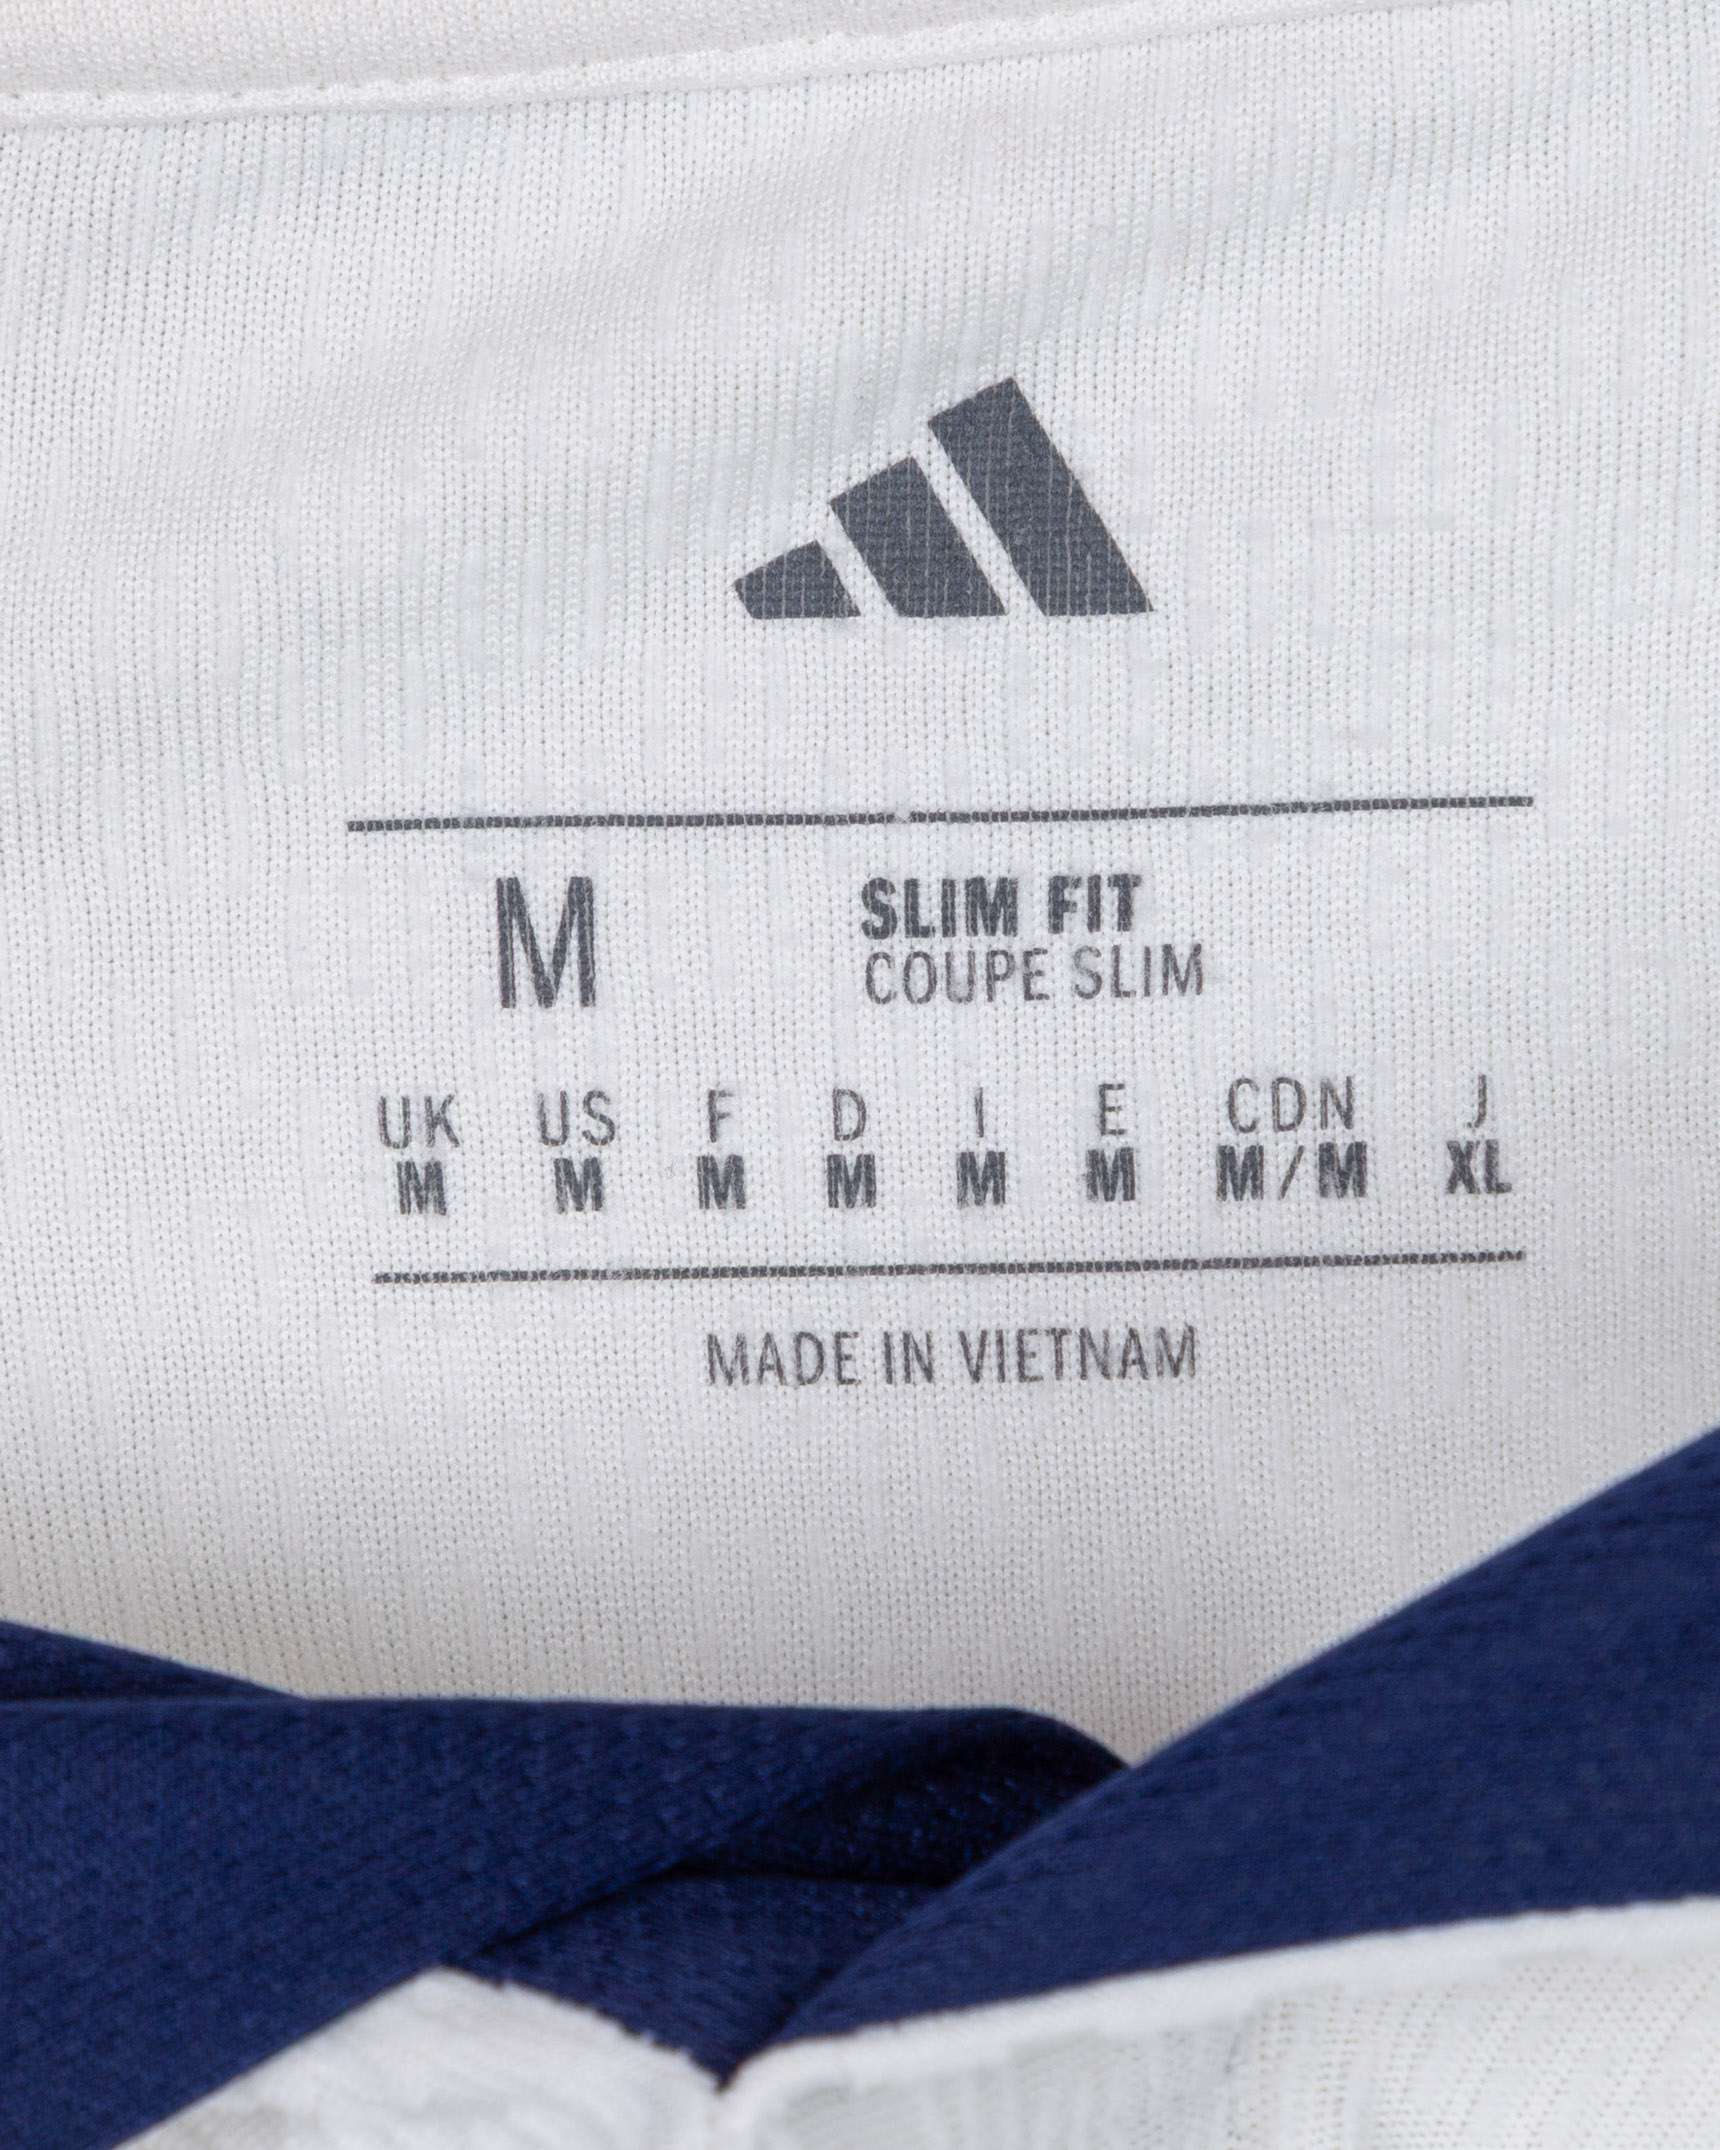 M
SLIM FIT
COUPE SLIM
UK US F D I E CDN J
M M M M M M M/M XL
MADE IN VIETNAM